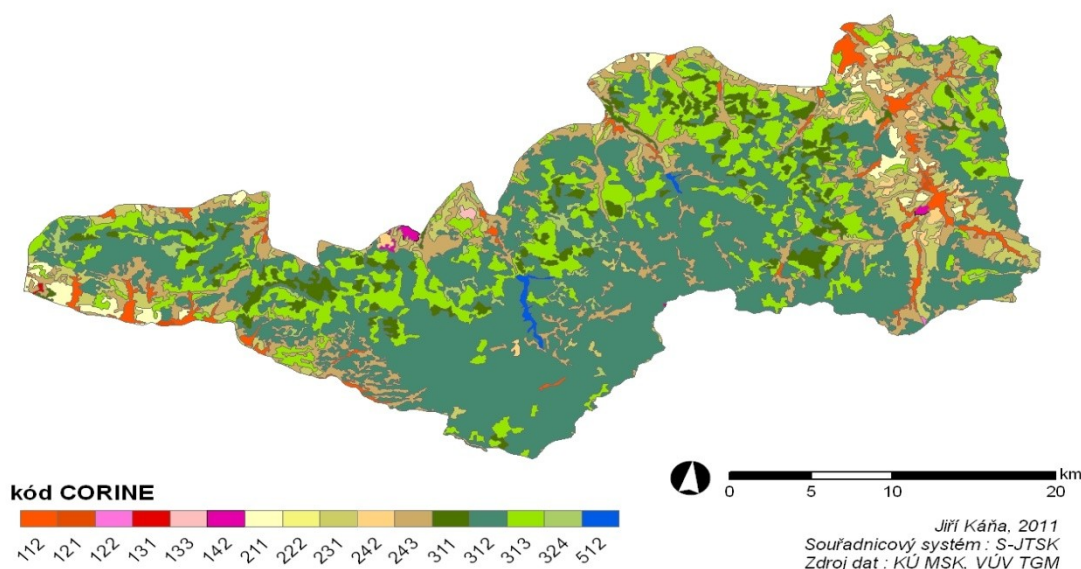 kód CORINE
112 121 122 131 133 142 211 222 231 242 243 311 312 313 324 512
km
0 5 10 20
Jiří Káňa, 2011
Souřadnicový systém : S-JTSK
Zdroj dat : KÚ MSK, VÚV TGM